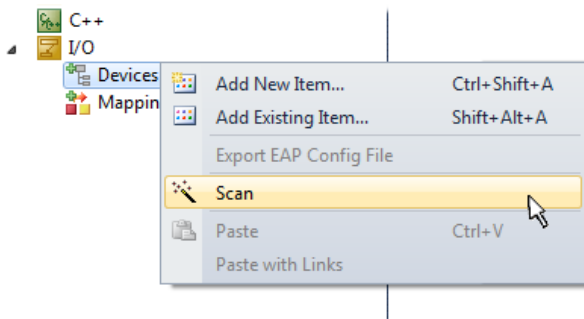 C++
I/O
Devices
Add New Item... Ctrl+Shift+A
Mappin
Add Existing Item... Shift+Alt+A
Export EAP Config File
Scan
Paste Ctrl+V
Paste with Links